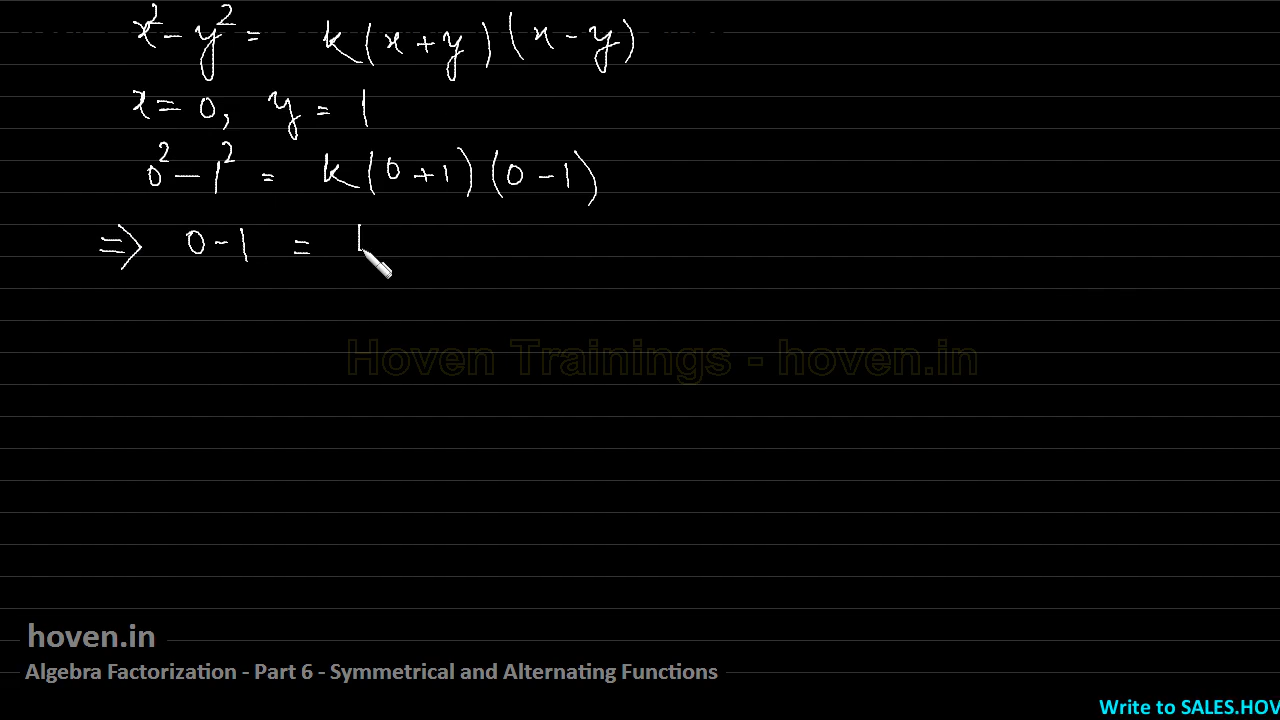 x² - y² = k(x + y)(x - y)
x = 0, y = 1
0² - 1² = k(0 + 1)(0 - 1)
⇒ 0 - 1 =
Hoven Trainings - hoven.in
hoven.in
Algebra Factorization - Part 6 - Symmetrical and Alternating Functions
Write to SALES.HOV